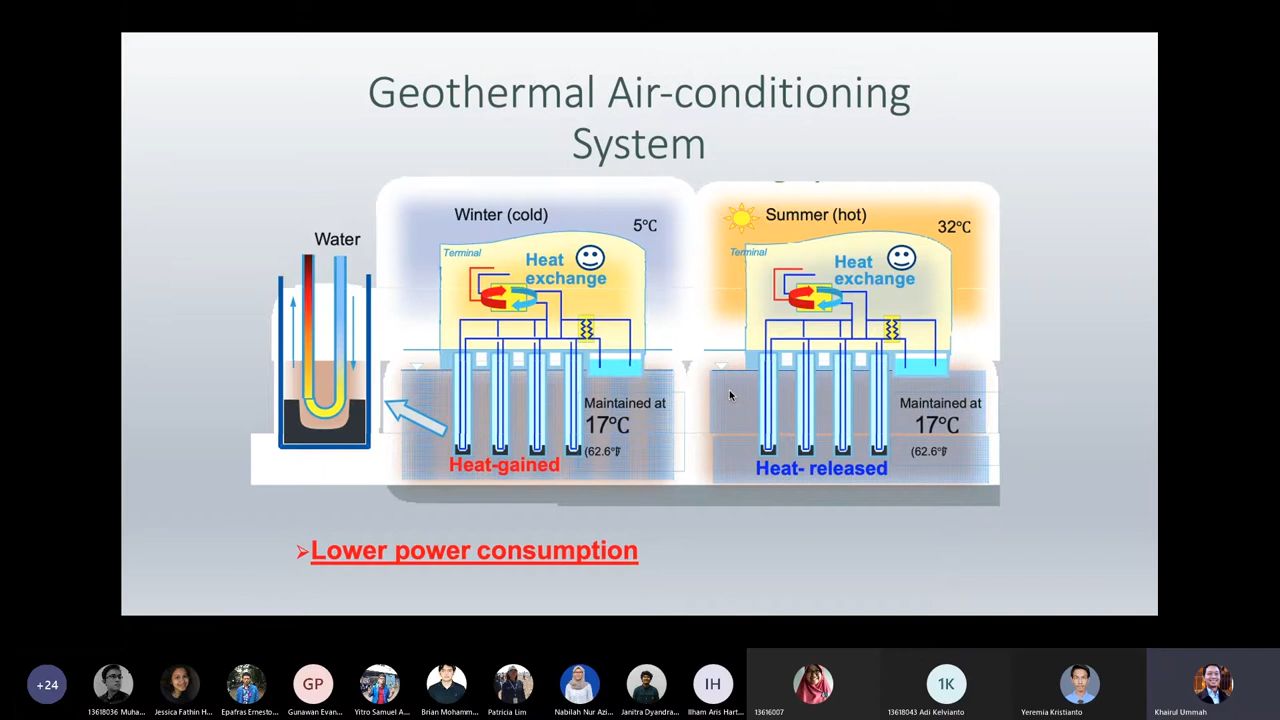 Geothermal Air-conditioning
System
Water
Winter (cold)
5℃
Terminal
Heat
exchange
Maintained at
17℃
(62.6℉)
Heat-gained
Summer (hot)
32℃
Terminal
Heat
exchange
Maintained at
17℃
(62.6℉)
Heat- released
Lower power consumption
+24
13618036 Muha...
Jessica Fathin H...
Epafras Ernesto...
GP
Gunawan Evan...
Yitro Samuel A...
Brian Mohamm...
Patricia Lim
Nabilah Nur Azi...
Janitra Dyandra...
IH
Ilham Aris Hart...
13616007
1K
13618043 Adi Kelvianto
Yeremia Kristianto
Khairul Ummah